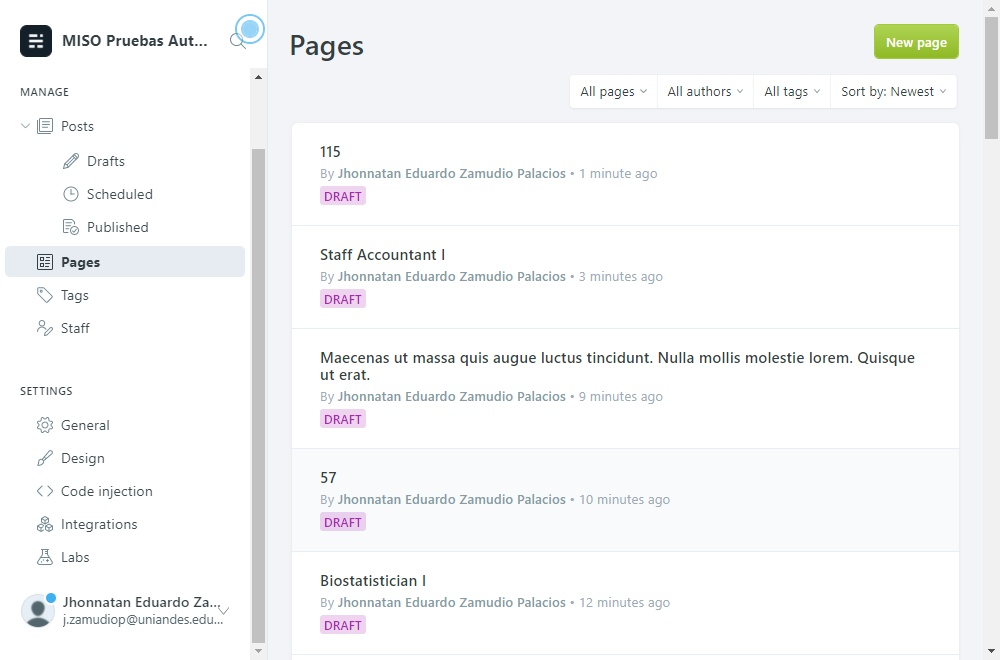 MISO Pruebas Aut...
MANAGE
Posts
Drafts
Scheduled
Published
Pages
Tags
Staff
SETTINGS
General
Design
Code injection
Integrations
Labs
Jhonnatan Eduardo Za...
j.zamudiop@uniandes.edu...
Pages
New page
All pages
All authors
All tags
Sort by: Newest
115
By Jhonnatan Eduardo Zamudio Palacios • 1 minute ago
DRAFT
Staff Accountant I
By Jhonnatan Eduardo Zamudio Palacios • 3 minutes ago
DRAFT
Maecenas ut massa quis augue luctus tincidunt. Nulla mollis molestie lorem. Quisque
ut erat.
By Jhonnatan Eduardo Zamudio Palacios • 9 minutes ago
DRAFT
57
By Jhonnatan Eduardo Zamudio Palacios • 10 minutes ago
DRAFT
Biostatistician I
By Jhonnatan Eduardo Zamudio Palacios • 12 minutes ago
DRAFT